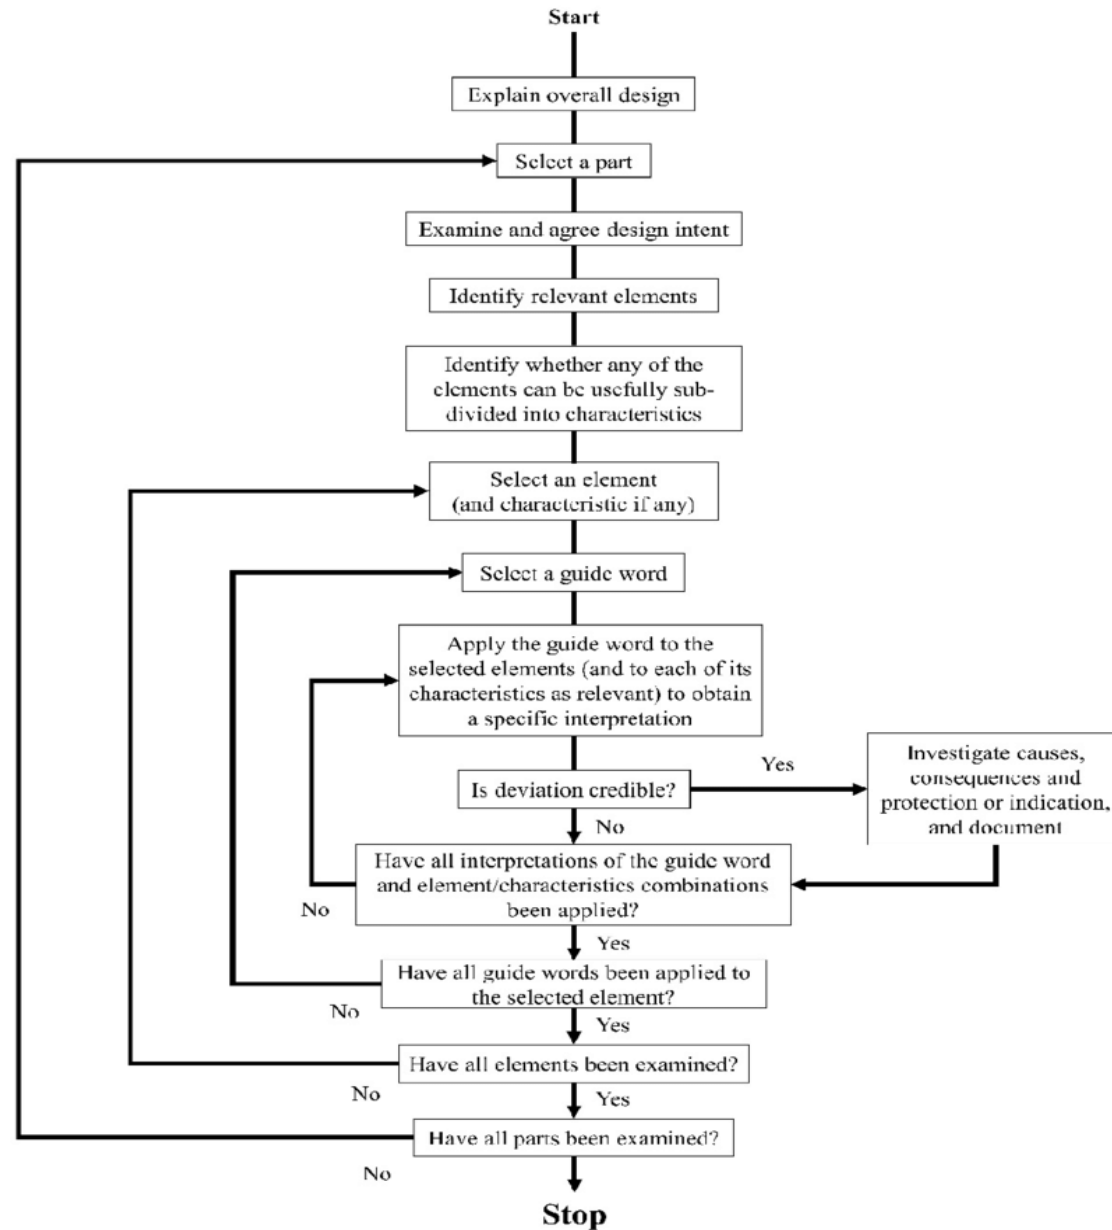 Start
Explain overall design
Select a part
Examine and agree design intent
Identify relevant elements
Identify whether any of the
elements can be usefully sub-
divided into characteristics
Select an element
(and characteristic if any)
Select a guide word
Apply the guide word to the
selected elements (and to each of its
characteristics as relevant) to obtain
a specific interpretation
Is deviation credible?
Yes
Investigate causes,
consequences and
protection or indication,
and document
No
Have all interpretations of the guide word
and element/characteristics combinations
been applied?
No
Yes
Have all guide words been applied to
the selected element?
No
Yes
Have all elements been examined?
No
Yes
Have all parts been examined?
No
Stop